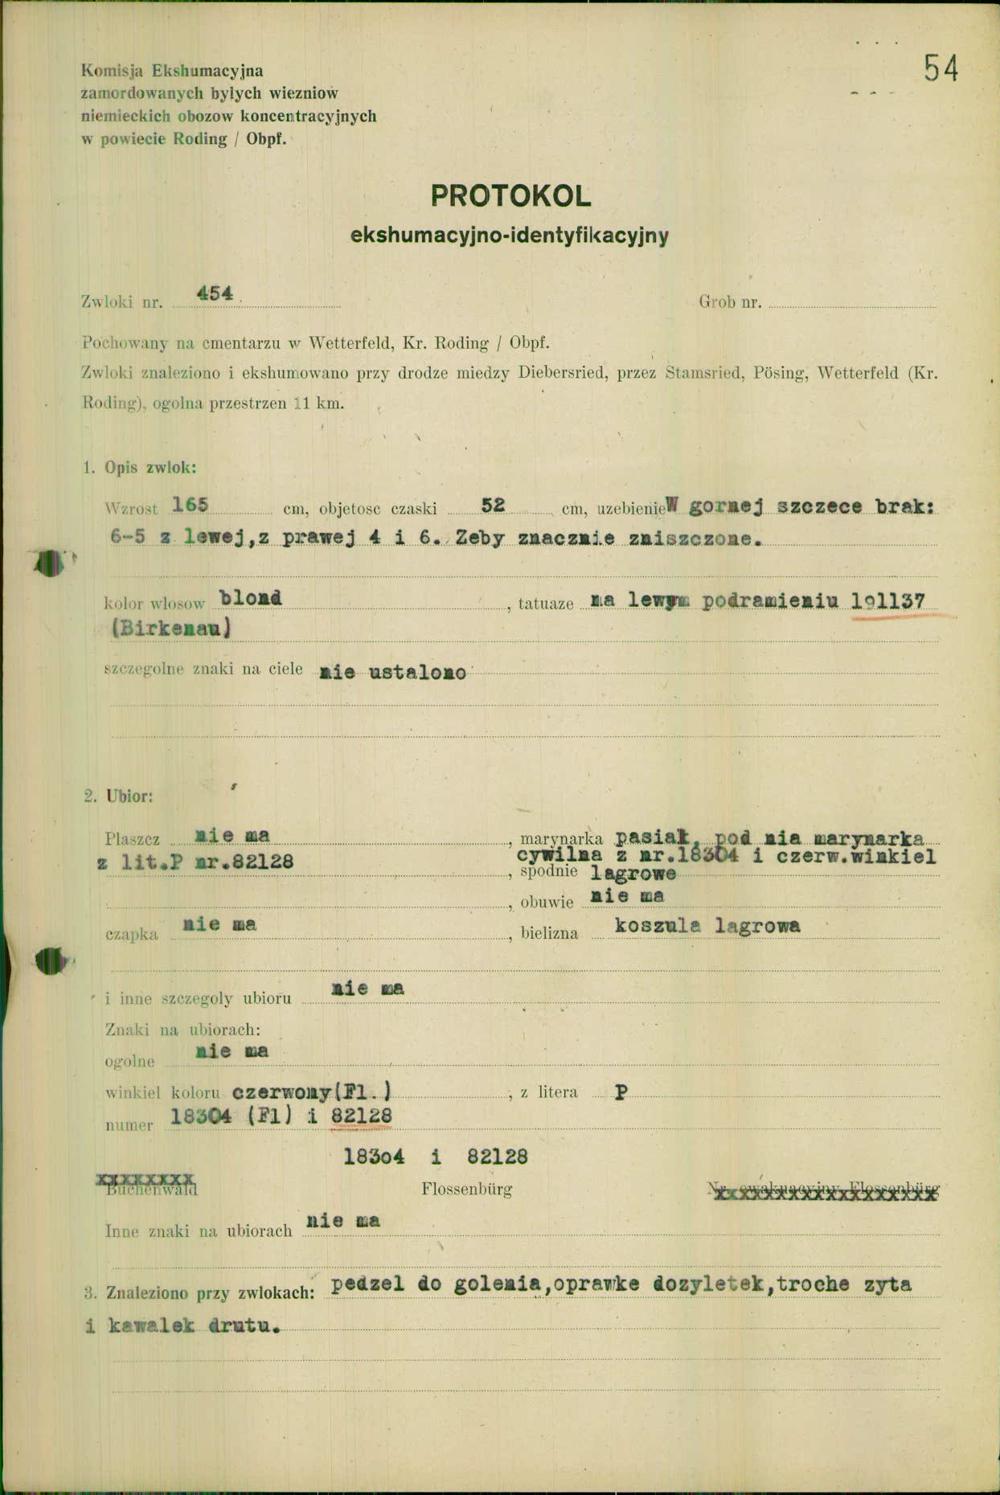 54
Komisja Ekshumacyjna
zamordowanych bylych wiezniow
niemieckich obozow koncentracyjnych
w powiecie Roding / Obpf.
PROTOKOL
ekshumacyjno-identyfikacyjny
Zwloki nr. 454 Grob nr.
Pochowany na cmentarzu w Wetterfeld, Kr. Roding / Obpf.
Zwloki znaleziono i ekshumowano przy drodze miedzy Diebersried, przez Stamsried, Pösing, Wetterfeld (Kr.
Roding), ogolna przestrzen 11 km.
1. Opis zwlok:
Wzrost 165 cm, objetosc czaski 52 cm, uzebienie W gornej szczece brak:
6-5 z lewej,z prawej 4 i 6. Zeby znacznie zniszczone.
kolor wlosow blond , tatuaze na lewym podramieniu 191137
(Birkenau)
szczegolne znaki na ciele nie ustalono
2. Ubior:
Plaszcz nie ma , marynarka pasiak, pod nia marynarka
z lit.P nr.82128 cywilna z nr.18304 i czerw.winkiel
, spodnie lagrowe
, obuwie nie ma
czapka nie ma , bielizna koszula lagrowa
i inne szczegoly ubioru nie ma
Znaki na ubiorach:
ogolne nie ma
winkiel koloru czerwony(Fl.) , z litera P
numer 18304 (Fl) i 82128
18304 i 82128
Buchenwald Flossenbürg Nr. ewakuacyjny Flossenbürg
Inne znaki na ubiorach nie ma
3. Znaleziono przy zwlokach: pedzel do golenia,oprawke dozyletek,troche zyta
i kawalek drutu.